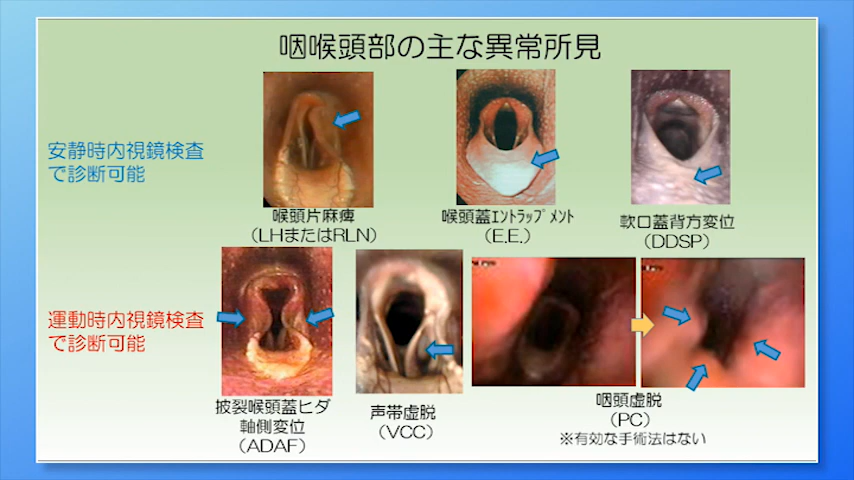 咽喉頭部の主な異常所見
安静時内視鏡検査
で診断可能
喉頭片麻痺
(LHまたはRLN)
喉頭蓋ｴﾝﾄﾗｯﾌﾟﾒﾝﾄ
(E.E.)
軟口蓋背方変位
(DDSP)
運動時内視鏡検査
で診断可能
披裂喉頭蓋ヒダ
軸側変位
(ADAF)
声帯虚脱
(VCC)
咽頭虚脱
(PC)
※有効な手術法はない